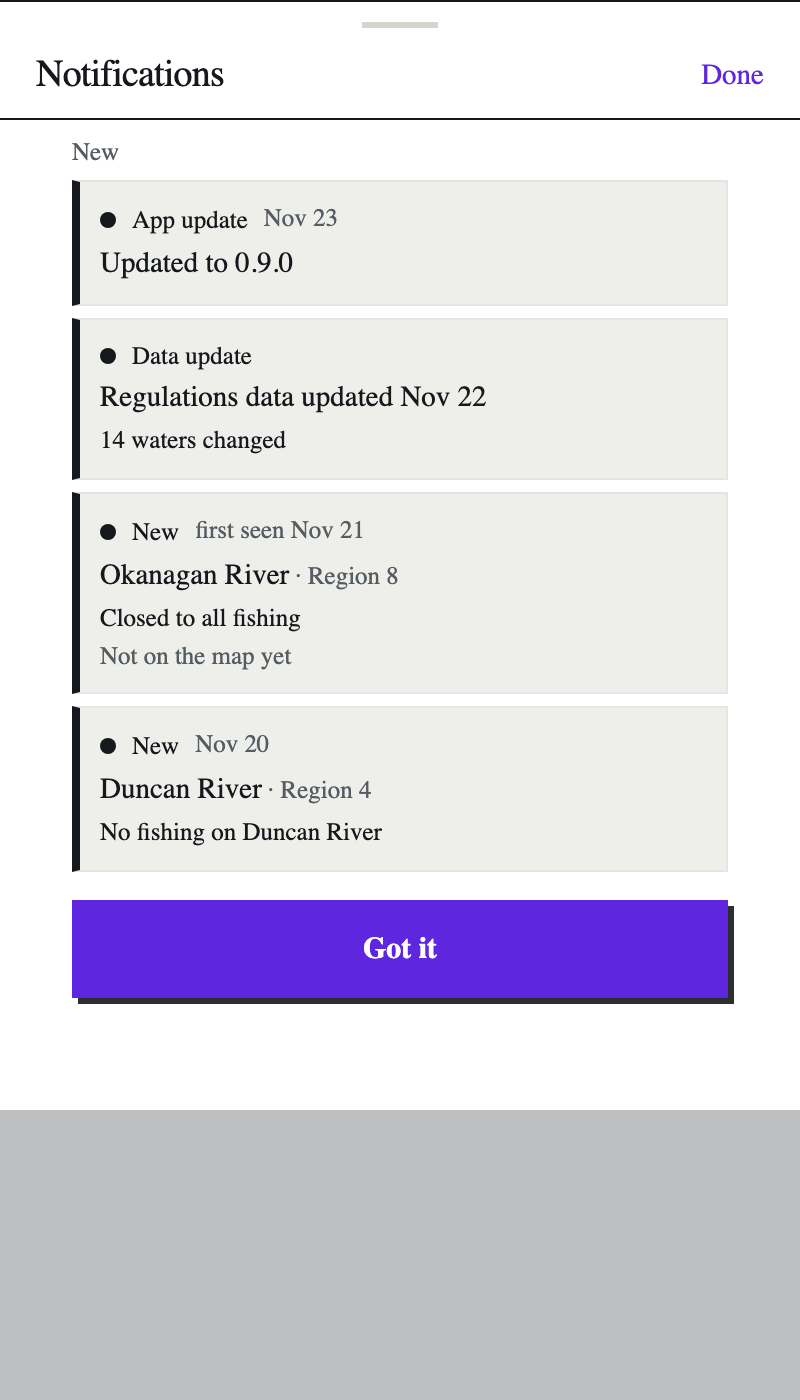 Notifications
Done
New
App update Nov 23
Updated to 0.9.0
Data update
Regulations data updated Nov 22
14 waters changed
New first seen Nov 21
Okanagan River · Region 8
Closed to all fishing
Not on the map yet
New Nov 20
Duncan River · Region 4
No fishing on Duncan River
Got it